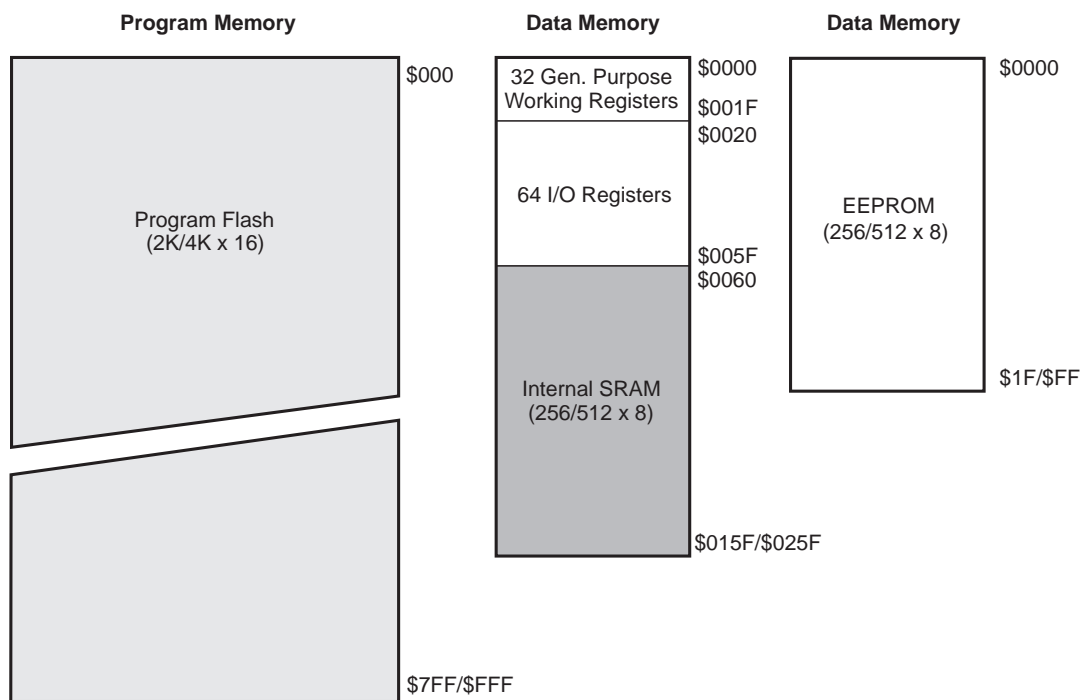 Program Memory
$000
Program Flash
(2K/4K x 16)
$7FF/$FFF
Data Memory
32 Gen. Purpose
Working Registers
$0000
$001F
$0020
64 I/O Registers
$005F
$0060
Internal SRAM
(256/512 x 8)
$015F/$025F
Data Memory
$0000
EEPROM
(256/512 x 8)
$1F/$FF